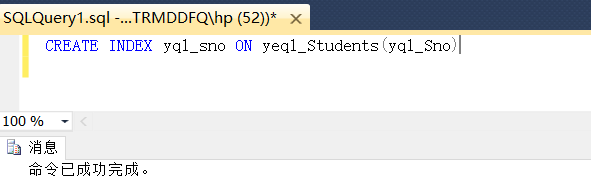 SQLQuery1.sql -...TRMDDFQ\hp (52))*
CREATE INDEX yql_sno ON yeql_Students(yql_Sno)
100 %
消息
命令已成功完成。